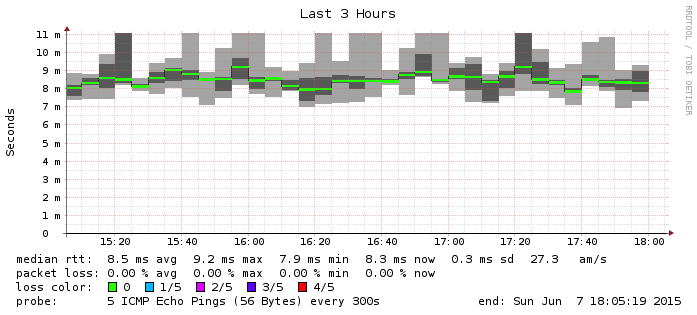 Last 3 Hours
RRDTOOL / TOBI OETIKER
Seconds
11 m
10 m
9 m
8 m
7 m
6 m
5 m
4 m
3 m
2 m
1 m
0
15:20 15:40 16:00 16:20 16:40 17:00 17:20 17:40 18:00
median rtt: 8.5 ms avg 9.2 ms max 7.9 ms min 8.3 ms now 0.3 ms sd 27.3 am/s
packet loss: 0.00 % avg 0.00 % max 0.00 % min 0.00 % now
loss color: 0 1/5 2/5 3/5 4/5
probe: 5 ICMP Echo Pings (56 Bytes) every 300s end: Sun Jun 7 18:05:19 2015